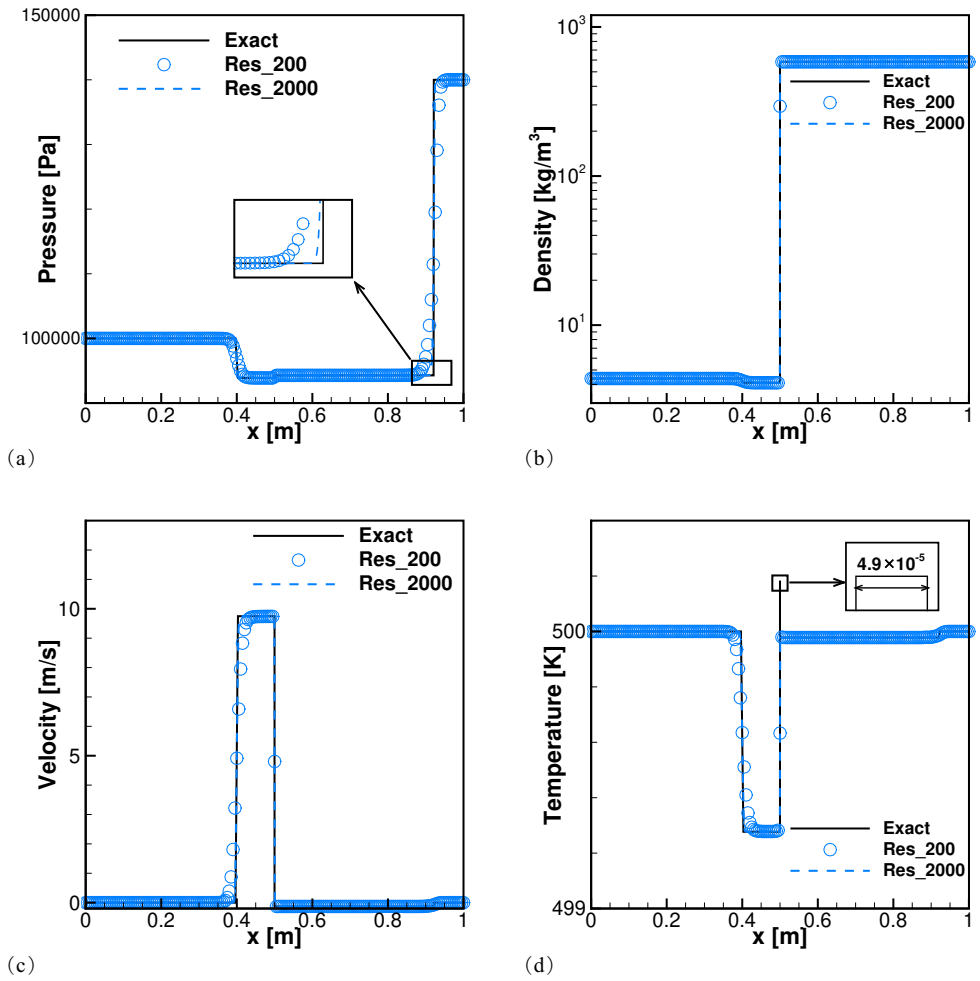 150000
100000
Pressure [Pa]
Exact
Res_200
Res_2000
0 0.2 0.4 0.6 0.8 1
x [m]
(a)
10³
10²
10¹
Density [kg/m³]
Exact
Res_200
Res_2000
0 0.2 0.4 0.6 0.8 1
x [m]
(b)
10
5
0
Velocity [m/s]
Exact
Res_200
Res_2000
0 0.2 0.4 0.6 0.8 1
x [m]
(c)
500
499
Temperature [K]
4.9×10⁻⁵
Exact
Res_200
Res_2000
0 0.2 0.4 0.6 0.8 1
x [m]
(d)